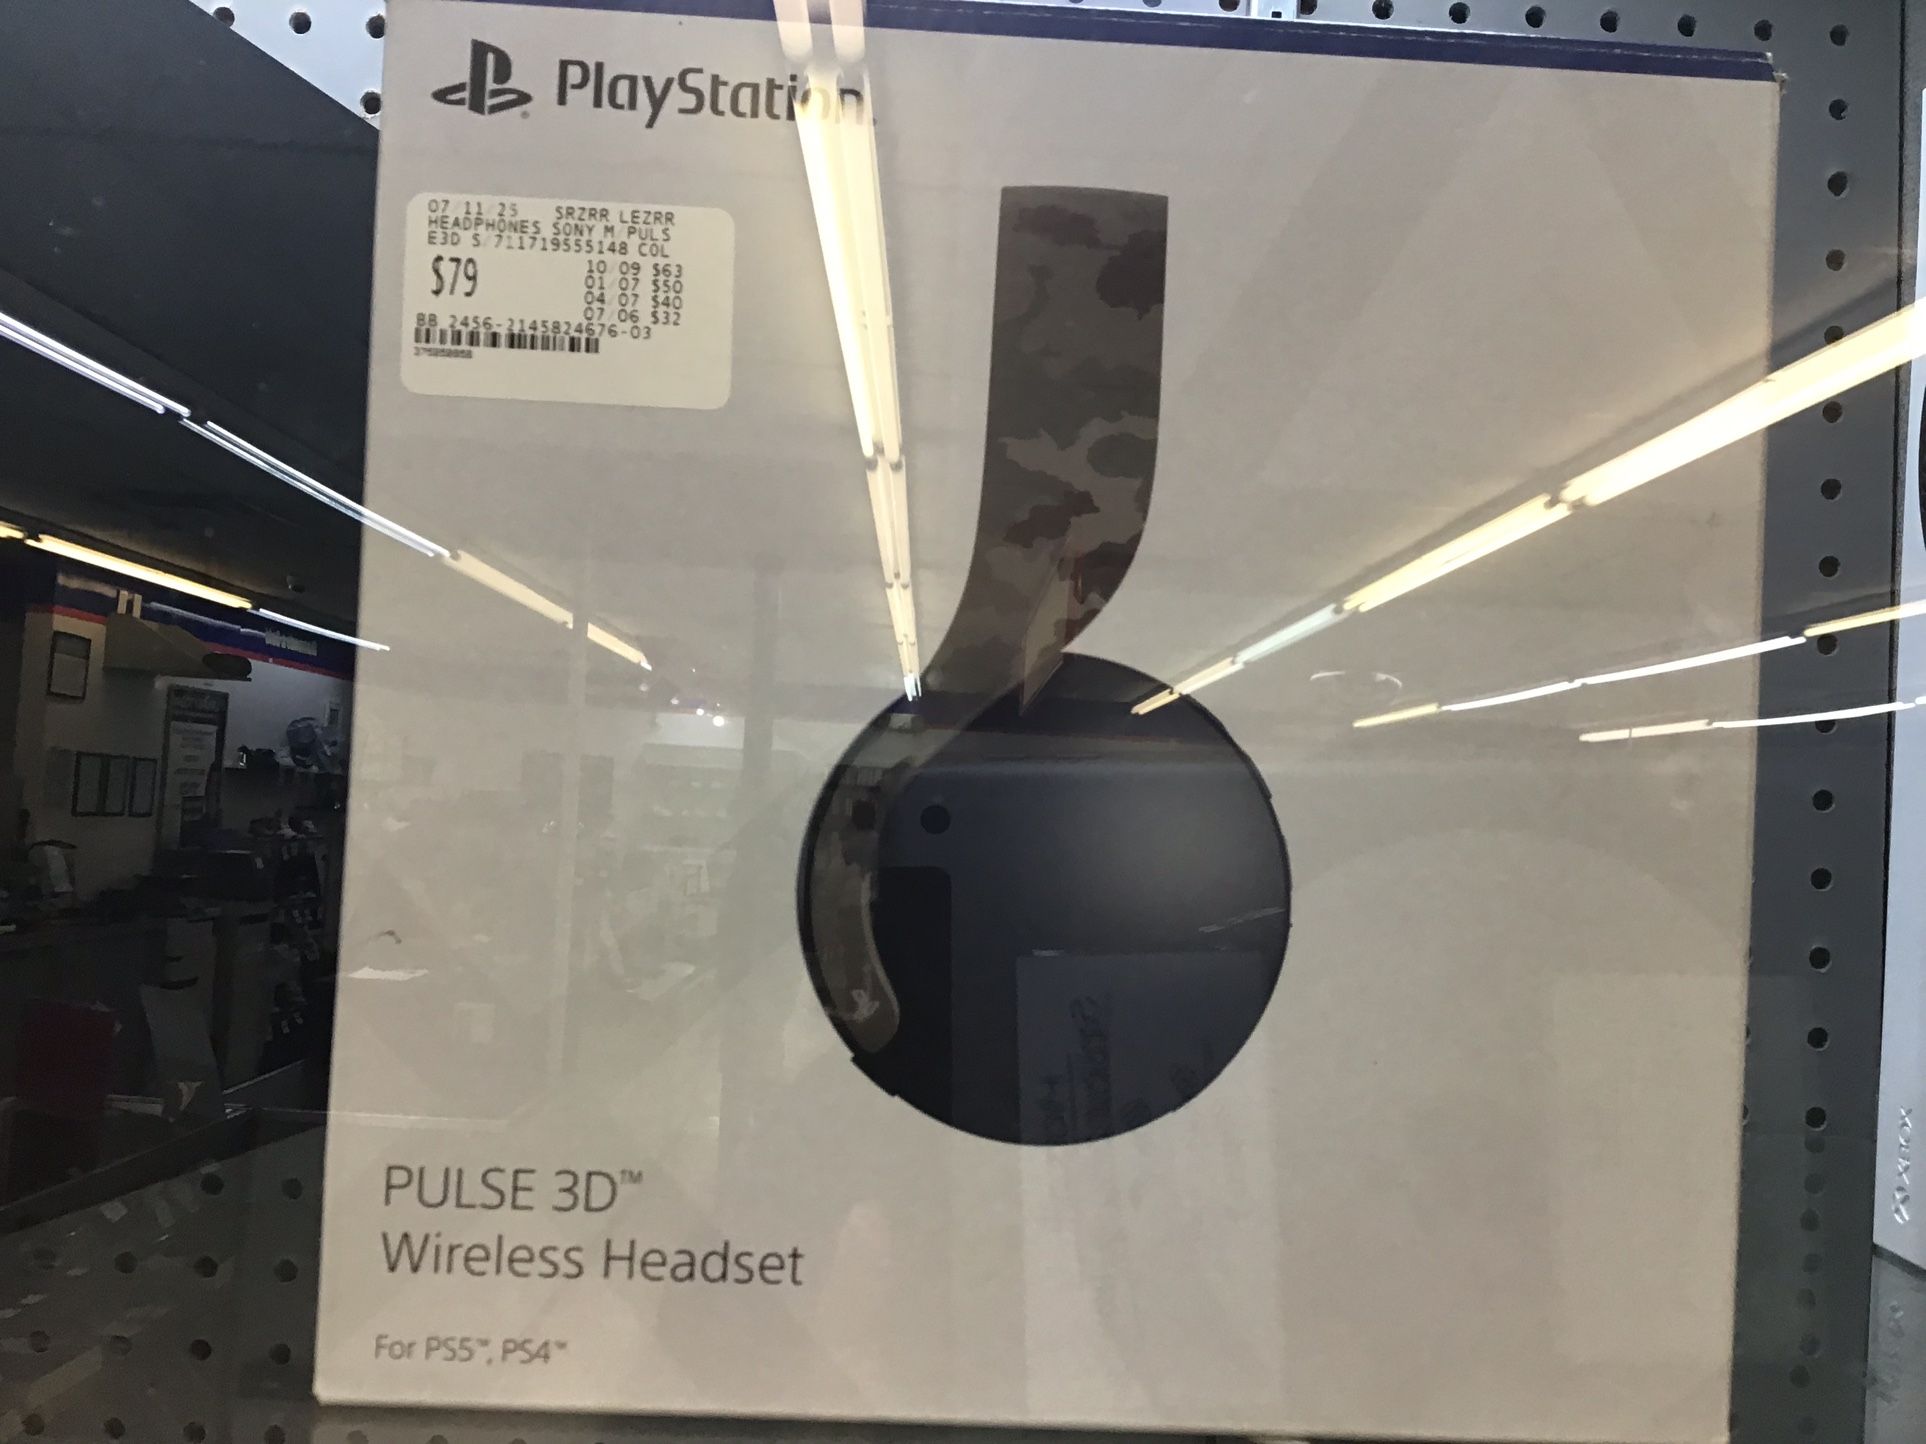 PlayStation
07/11/25 SRZRR LEZRR
HEADPHONES SONY M/PULS
E3D S/711719555148 COL
$79
10/09 $63
01/07 $50
04/07 $40
07/06 $32
BB 2456-2145824676-03
PULSE 3D™
Wireless Headset
For PS5™, PS4™
XBOX